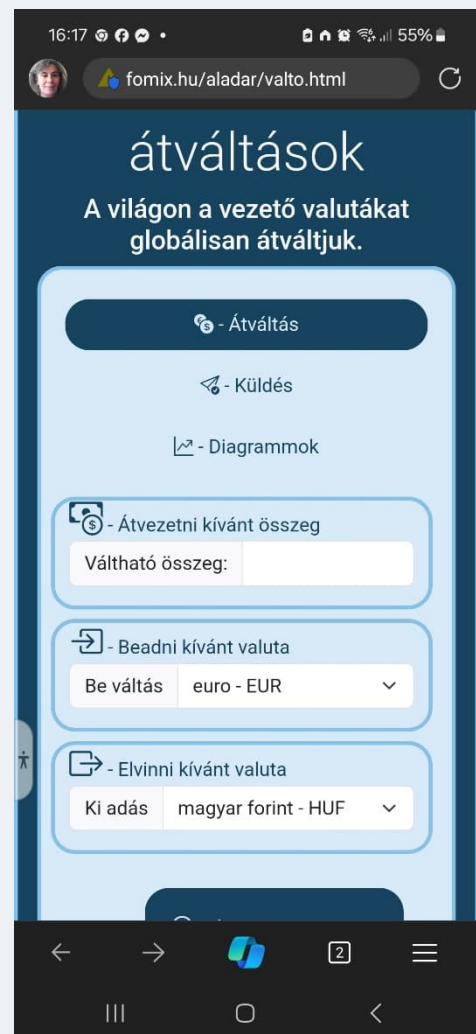 16:17
55%
fomix.hu/aladar/valto.html
átváltások
A világon a vezető valutákat
globálisan átváltjuk.
- Átváltás
- Küldés
- Diagrammok
- Átvezetni kívánt összeg
Váltható összeg:
- Beadni kívánt valuta
Be váltás euro - EUR
- Elvinni kívánt valuta
Ki adás magyar forint - HUF
2